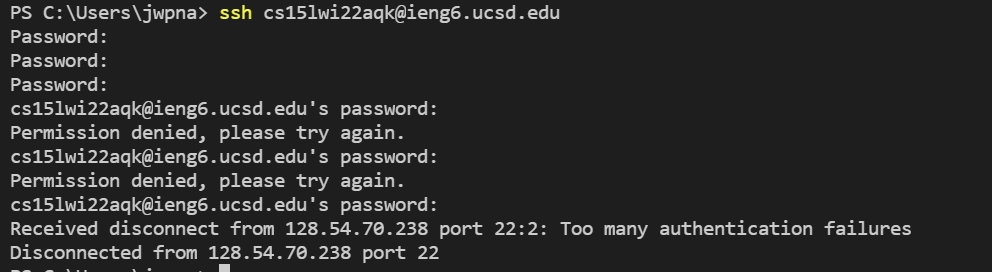 PS C:\Users\jwpna> ssh cs15lwi22aqk@ieng6.ucsd.edu
Password:
Password:
Password:
cs15lwi22aqk@ieng6.ucsd.edu's password:
Permission denied, please try again.
cs15lwi22aqk@ieng6.ucsd.edu's password:
Permission denied, please try again.
cs15lwi22aqk@ieng6.ucsd.edu's password:
Received disconnect from 128.54.70.238 port 22:2: Too many authentication failures
Disconnected from 128.54.70.238 port 22
PS C:\Users\jwpna>